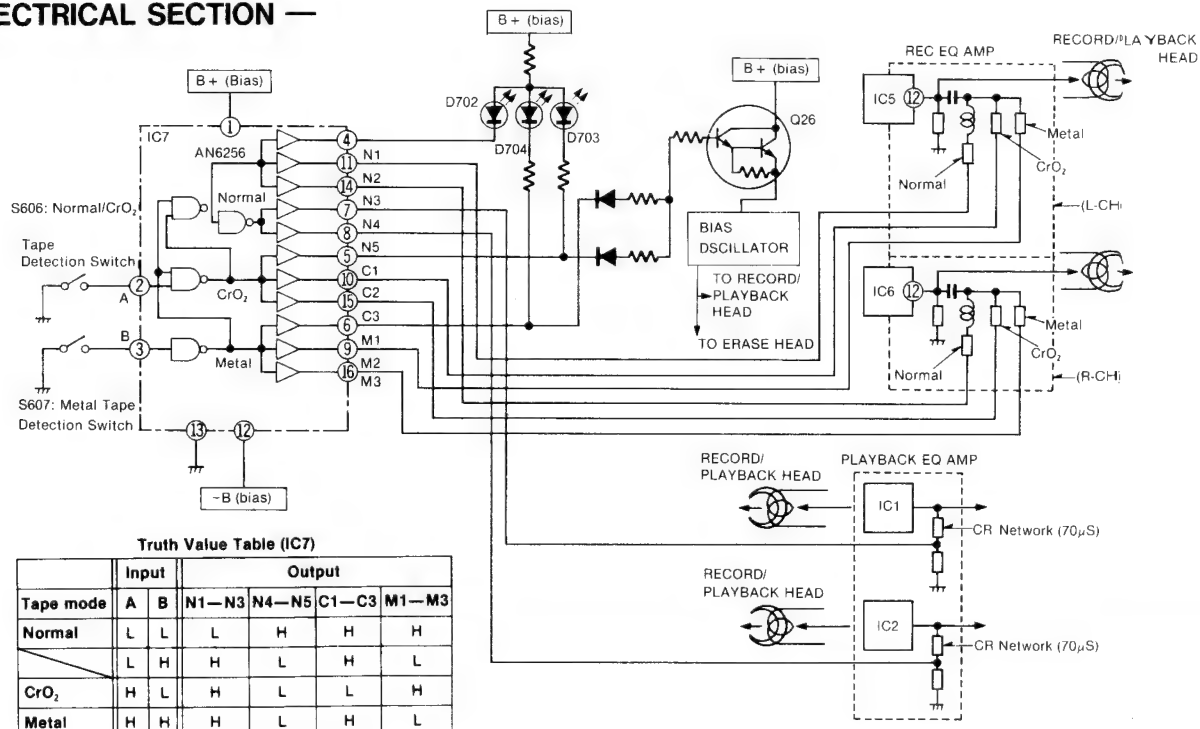 ECTRICAL SECTION —
B + (bias)
B + (Bias)
B + (bias)
REC EQ AMP
RECORD/PLAYBACK
HEAD
D702
D704
D703
Q26
IC5
12
Metal
CrO₂
Normal
(L-CH)
1
IC7
AN6256
4
11
N1
14
N2
Normal
7
N3
8
N4
5
N5
10
C1
15
C2
6
C3
9
M1
16
M2
M3
S606: Normal/CrO₂
Tape
Detection Switch
2
A
CrO₂
B
3
Metal
S607: Metal Tape
Detection Switch
13
12
−B (bias)
BIAS
OSCILLATOR
TO RECORD/
PLAYBACK
HEAD
TO ERASE HEAD
IC6
12
Metal
CrO₂
Normal
(R-CH)
RECORD/
PLAYBACK HEAD
PLAYBACK EQ AMP
IC1
CR Network (70µS)
RECORD/
PLAYBACK HEAD
IC2
CR Network (70µS)
Truth Value Table (IC7)
Input Output
Tape mode A B N1—N3 N4—N5 C1—C3 M1—M3
Normal L L L H H H
L H H L H L
CrO₂ H L H L L H
Metal H H H L H L